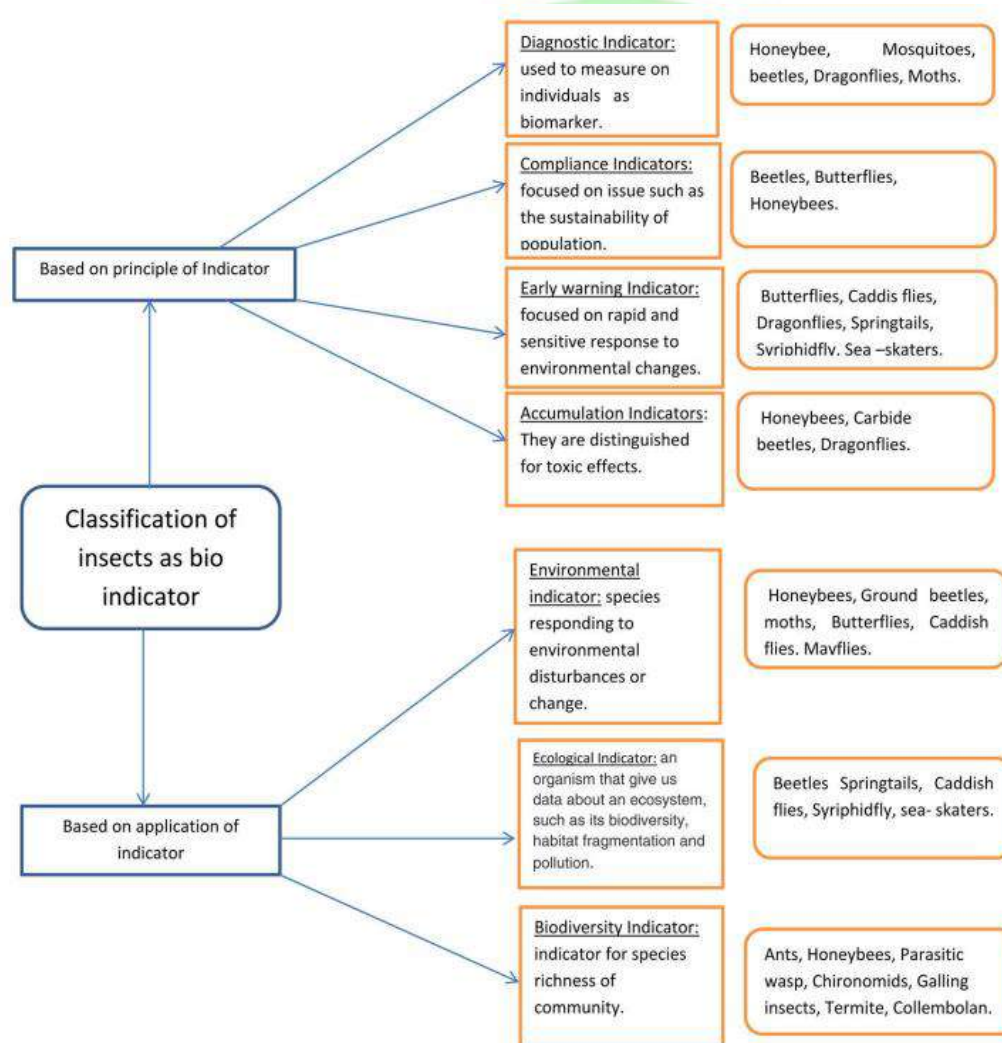 Diagnostic Indicator:
used to measure on
individuals as
biomarker.
Honeybee, Mosquitoes,
beetles, Dragonflies, Moths.
Compliance Indicators:
focused on issue such as
the sustainability of
population.
Beetles, Butterflies,
Honeybees.
Based on principle of Indicator
Early warning Indicator:
focused on rapid and
sensitive response to
environmental changes.
Butterflies, Caddis flies,
Dragonflies, Springtails,
Syriphidfly, Sea –skaters.
Accumulation Indicators:
They are distinguished
for toxic effects.
Honeybees, Carbide
beetles, Dragonflies.
Classification of
insects as bio
indicator
Environmental
indicator: species
responding to
environmental
disturbances or
change.
Honeybees, Ground beetles,
moths, Butterflies, Caddish
flies, Mayflies.
Based on application of
indicator
Ecological Indicator: an
organism that give us
data about an ecosystem,
such as its biodiversity,
habitat fragmentation and
pollution.
Beetles Springtails, Caddish
flies, Syriphidfly, sea- skaters.
Biodiversity Indicator:
indicator for species
richness of
community.
Ants, Honeybees, Parasitic
wasp, Chironomids, Galling
insects, Termite, Collembolan.